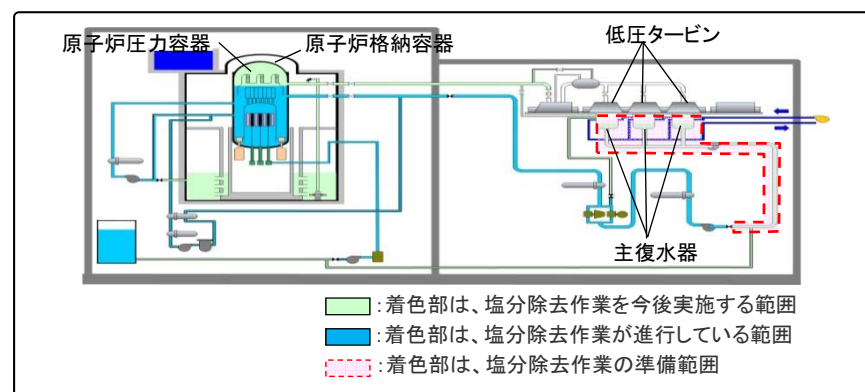 原子炉圧力容器
原子炉格納容器
低圧タービン
主復水器
：着色部は、塩分除去作業を今後実施する範囲
：着色部は、塩分除去作業が進行している範囲
：着色部は、塩分除去作業の準備範囲